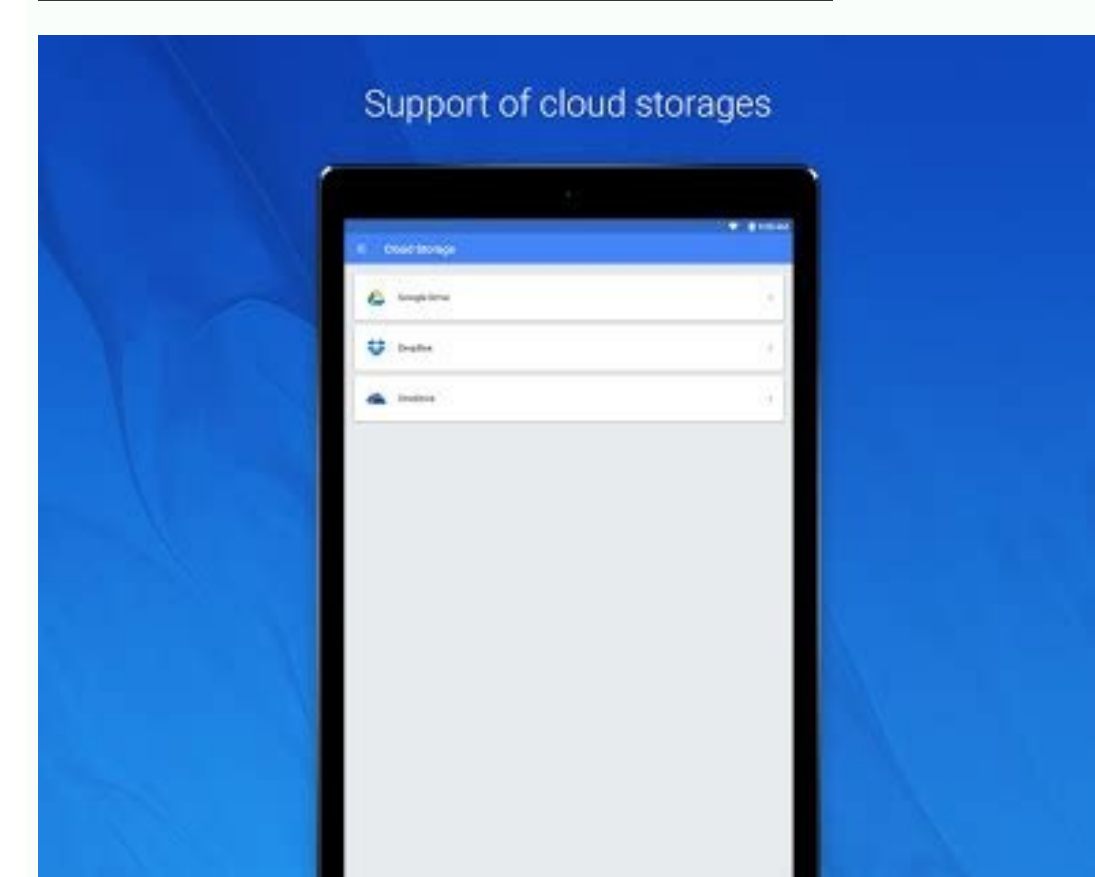 Support of cloud storages
Cloud Storage
Google Drive
DropBox
OneDrive